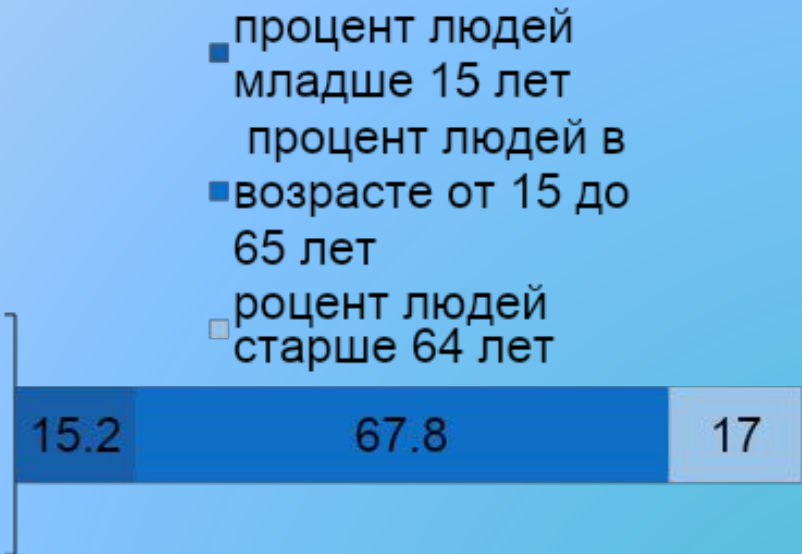 процент людей
младше 15 лет
процент людей в
возрасте от 15 до
65 лет
роцент людей
старше 64 лет
15.2 67.8 17